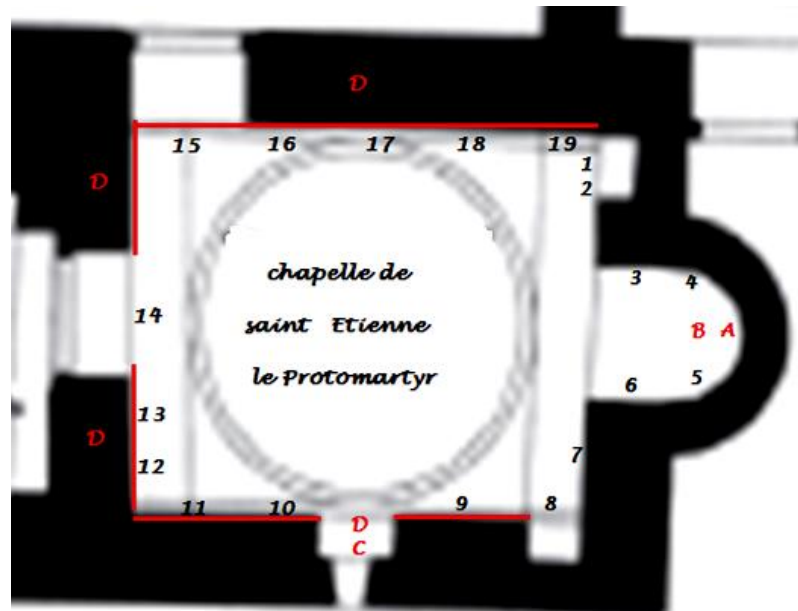 D
15 16 17 18 19
1
D
2
chapelle de
3 4
14
saint Etienne
B A
le Protomartyr
6 5
13
D
7
12
11 10 9 8
D
C